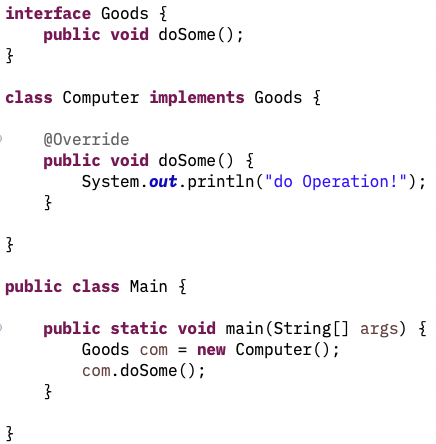 interface Goods {
    public void doSome();
}

class Computer implements Goods {

    @Override
    public void doSome() {
        System.out.println("do Operation!");
    }

}

public class Main {

    public static void main(String[] args) {
        Goods com = new Computer();
        com.doSome();
    }

}